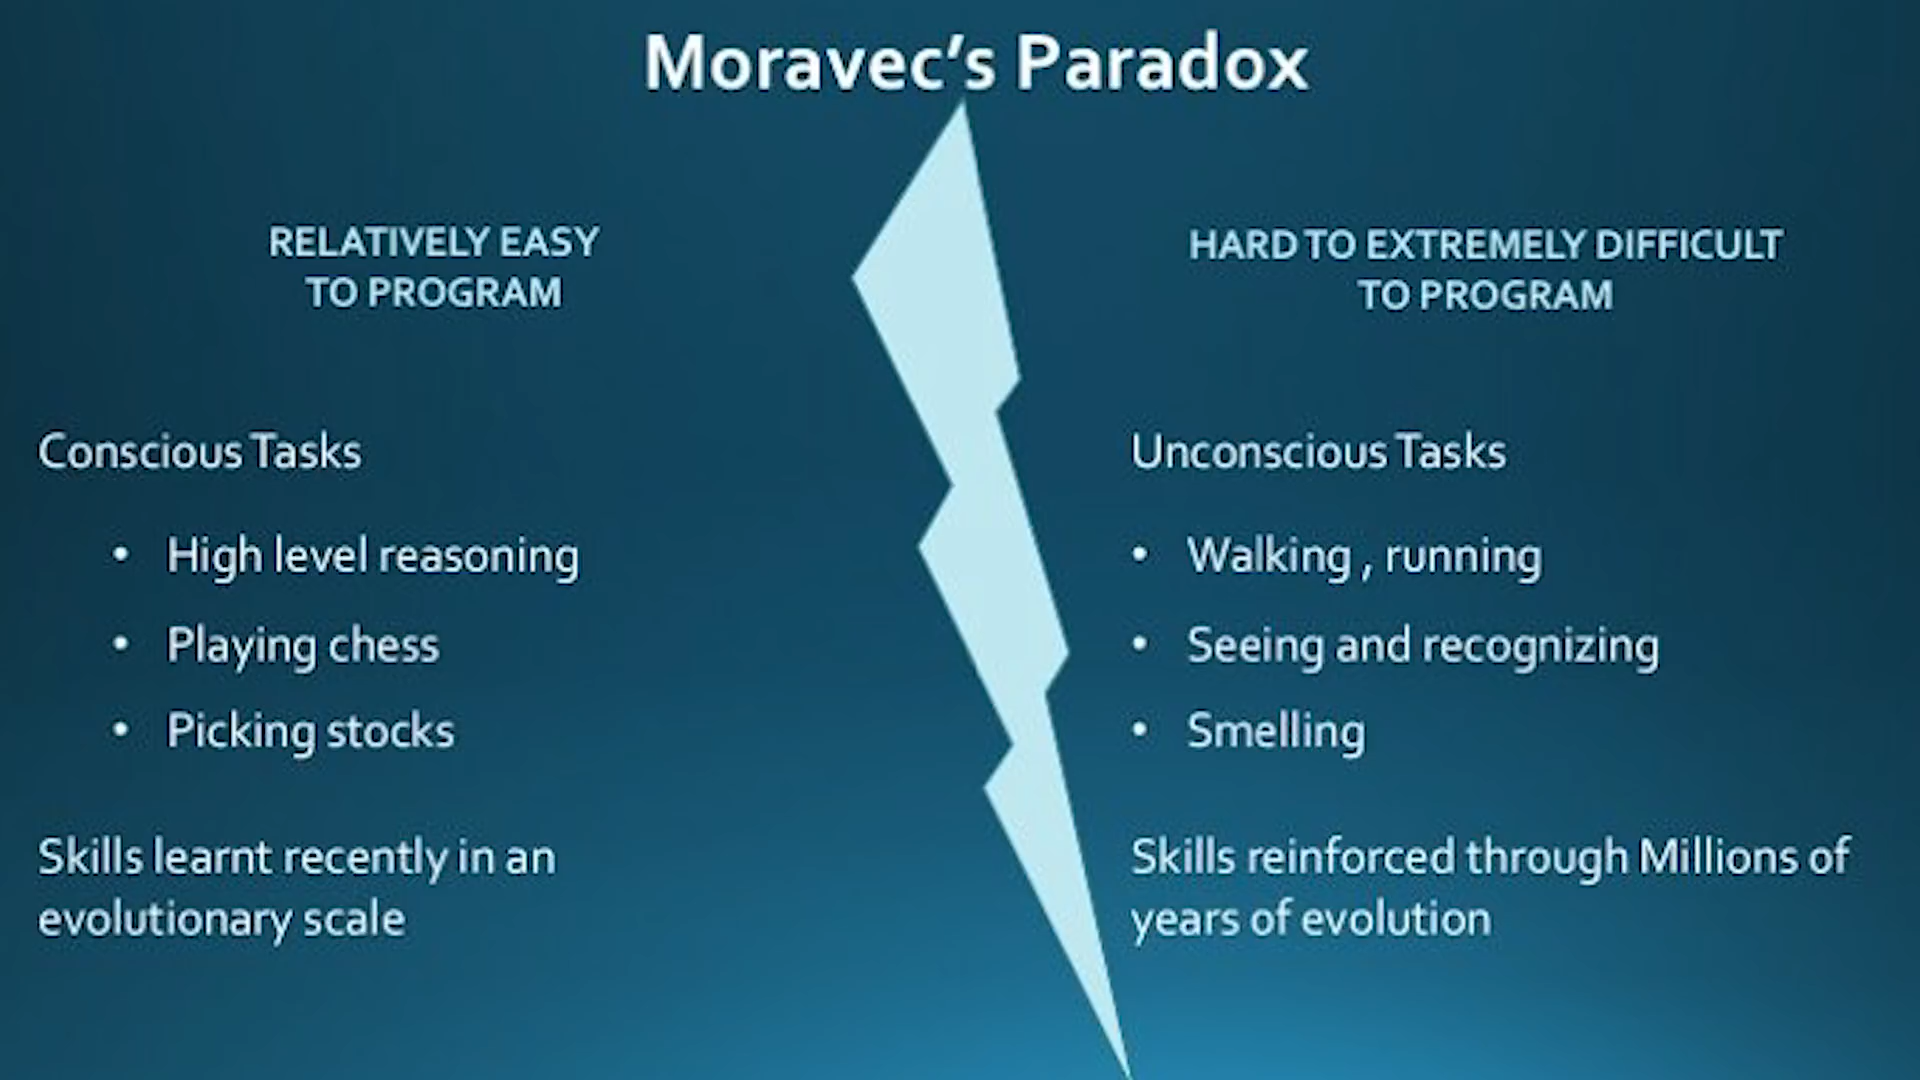 Moravec's Paradox
RELATIVELY EASY
TO PROGRAM
Conscious Tasks
• High level reasoning
• Playing chess
• Picking stocks
Skills learnt recently in an
evolutionary scale
HARD TO EXTREMELY DIFFICULT
TO PROGRAM
Unconscious Tasks
• Walking , running
• Seeing and recognizing
• Smelling
Skills reinforced through Millions of
years of evolution